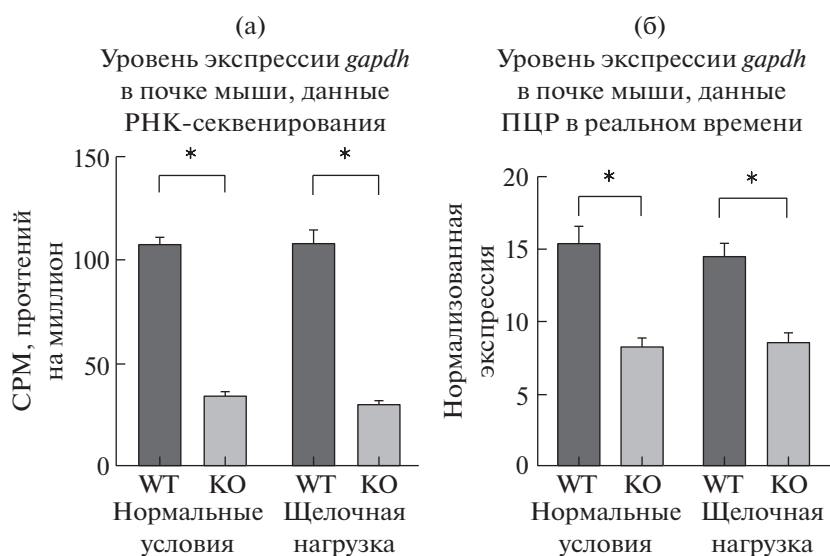 (а)
Уровень экспрессии gapdh
в почке мыши, данные
РНК-секвенирования
CPM, прочтений
на миллион
150
100
50
0
*
*
WT KO WT KO
Нормальные Щелочная
условия нагрузка
(б)
Уровень экспрессии gapdh
в почке мыши, данные
ПЦР в реальном времени
Нормализованная
экспрессия
20
15
10
5
0
*
*
WT KO WT KO
Нормальные Щелочная
условия нагрузка